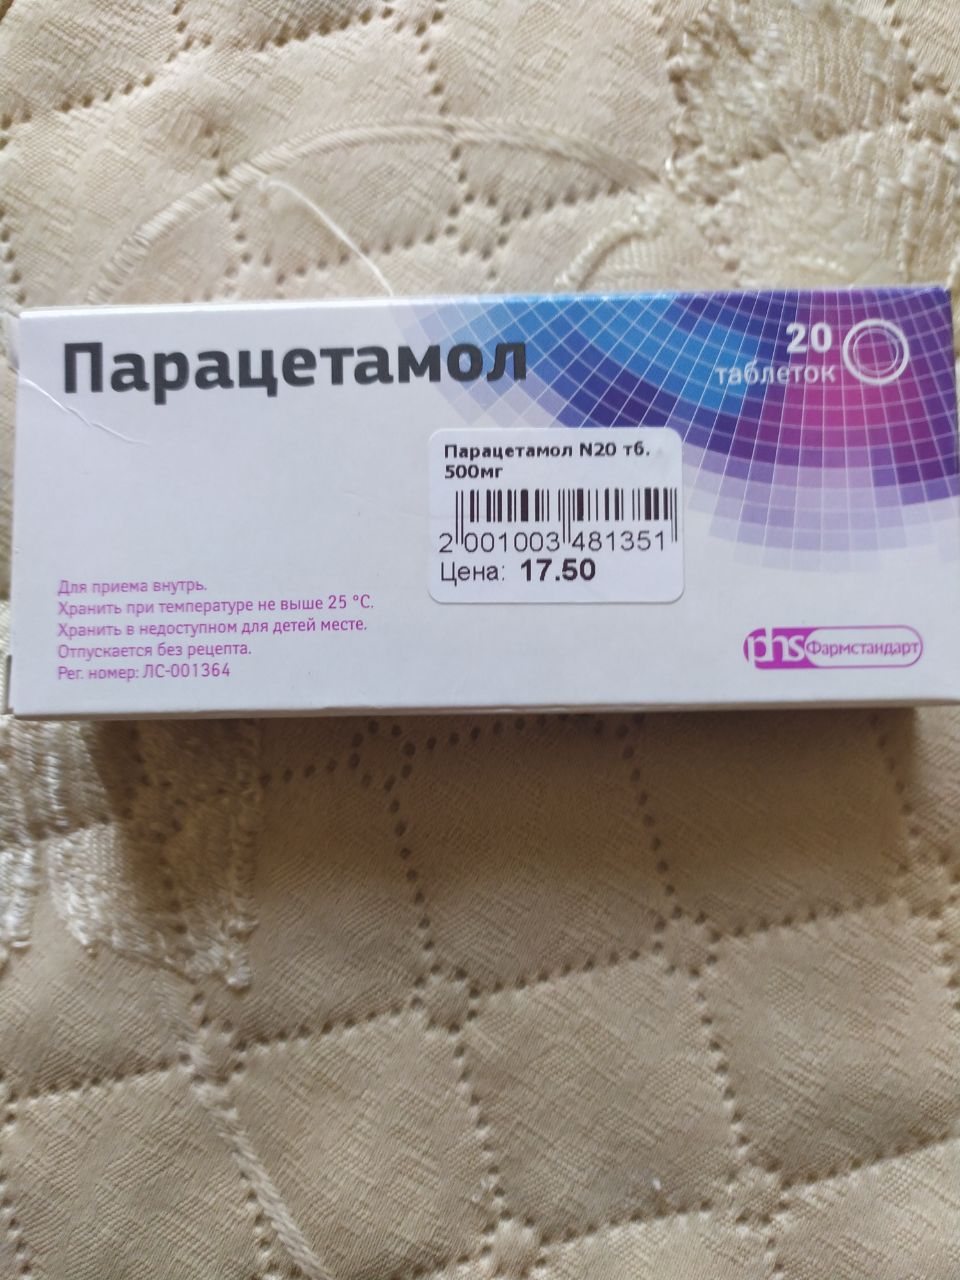 Парацетамол
20
таблеток
Парацетамол N20 тб.
500мг
2 001003 481351
Цена: 17.50
Для приема внутрь.
Хранить при температуре не выше 25 °С.
Хранить в недоступном для детей месте.
Отпускается без рецепта.
Рег. номер: ЛС-001364
phs Фармстандарт